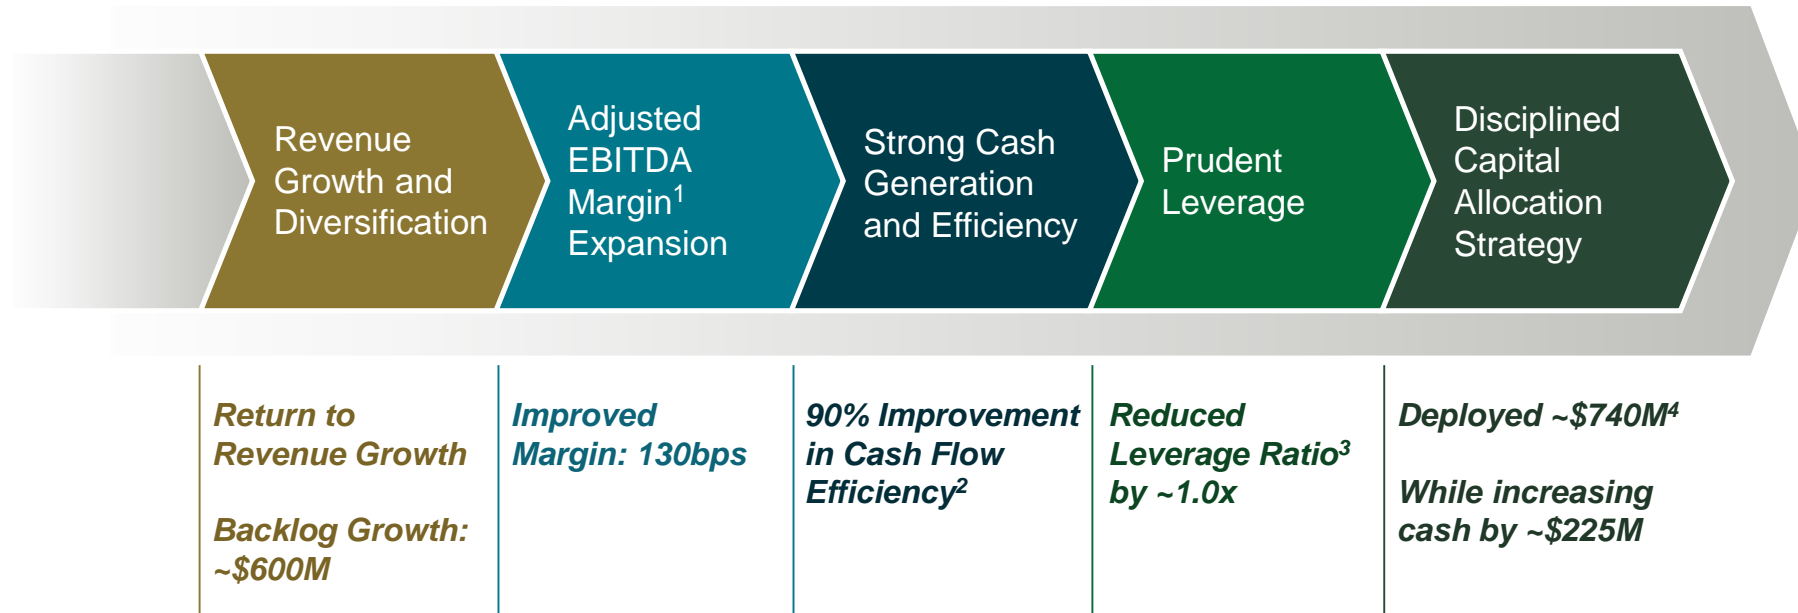 Revenue
Growth and
Diversification
Adjusted
EBITDA
Margin¹
Expansion
Strong Cash
Generation
and Efficiency
Prudent
Leverage
Disciplined
Capital
Allocation
Strategy
Return to
Revenue Growth
Backlog Growth:
~$600M
Improved
Margin: 130bps
90% Improvement
in Cash Flow
Efficiency²
Reduced
Leverage Ratio³
by ~1.0x
Deployed ~$740M⁴
While increasing
cash by ~$225M